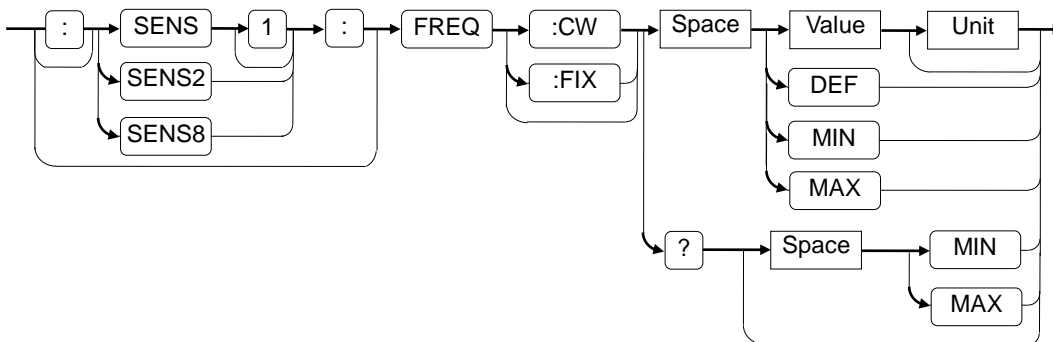 : SENS 1 : FREQ :CW Space Value Unit
SENS2 :FIX DEF
SENS8 MIN
MAX
? Space MIN
MAX